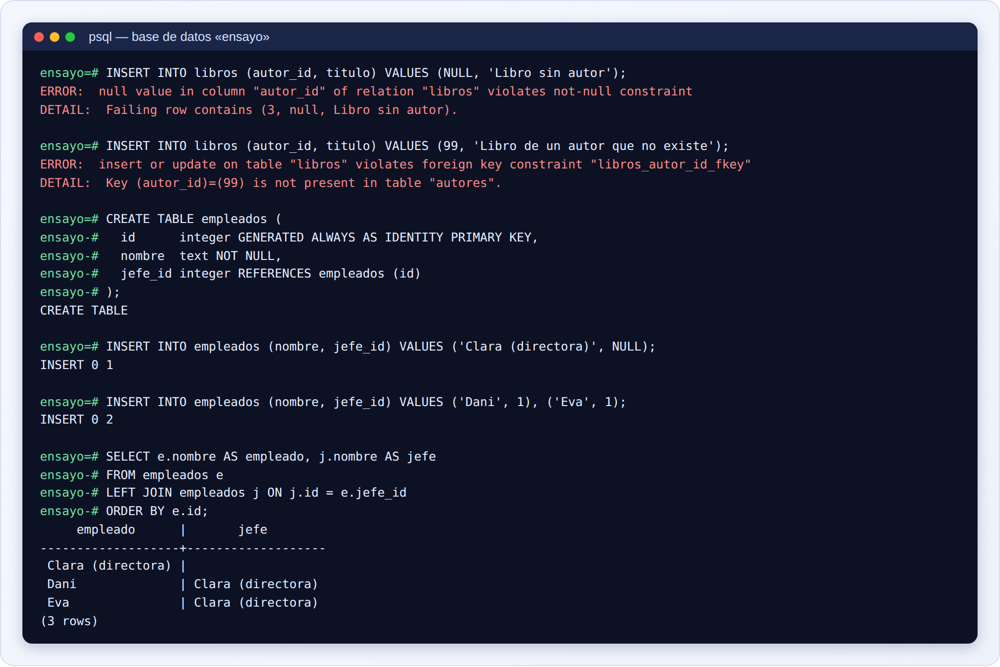 psql — base de datos «ensayo»
ensayo=# INSERT INTO libros (autor_id, titulo) VALUES (NULL, 'Libro sin autor');
ERROR:  null value in column "autor_id" of relation "libros" violates not-null constraint
DETAIL:  Failing row contains (3, null, Libro sin autor).

ensayo=# INSERT INTO libros (autor_id, titulo) VALUES (99, 'Libro de un autor que no existe');
ERROR:  insert or update on table "libros" violates foreign key constraint "libros_autor_id_fkey"
DETAIL:  Key (autor_id)=(99) is not present in table "autores".

ensayo=# CREATE TABLE empleados (
ensayo-#   id      integer GENERATED ALWAYS AS IDENTITY PRIMARY KEY,
ensayo-#   nombre  text NOT NULL,
ensayo-#   jefe_id integer REFERENCES empleados (id)
ensayo-# );
CREATE TABLE

ensayo=# INSERT INTO empleados (nombre, jefe_id) VALUES ('Clara (directora)', NULL);
INSERT 0 1

ensayo=# INSERT INTO empleados (nombre, jefe_id) VALUES ('Dani', 1), ('Eva', 1);
INSERT 0 2

ensayo=# SELECT e.nombre AS empleado, j.nombre AS jefe
ensayo-# FROM empleados e
ensayo-# LEFT JOIN empleados j ON j.id = e.jefe_id
ensayo-# ORDER BY e.id;
     empleado      |       jefe
-------------------+-------------------
 Clara (directora) |
 Dani              | Clara (directora)
 Eva               | Clara (directora)
(3 rows)